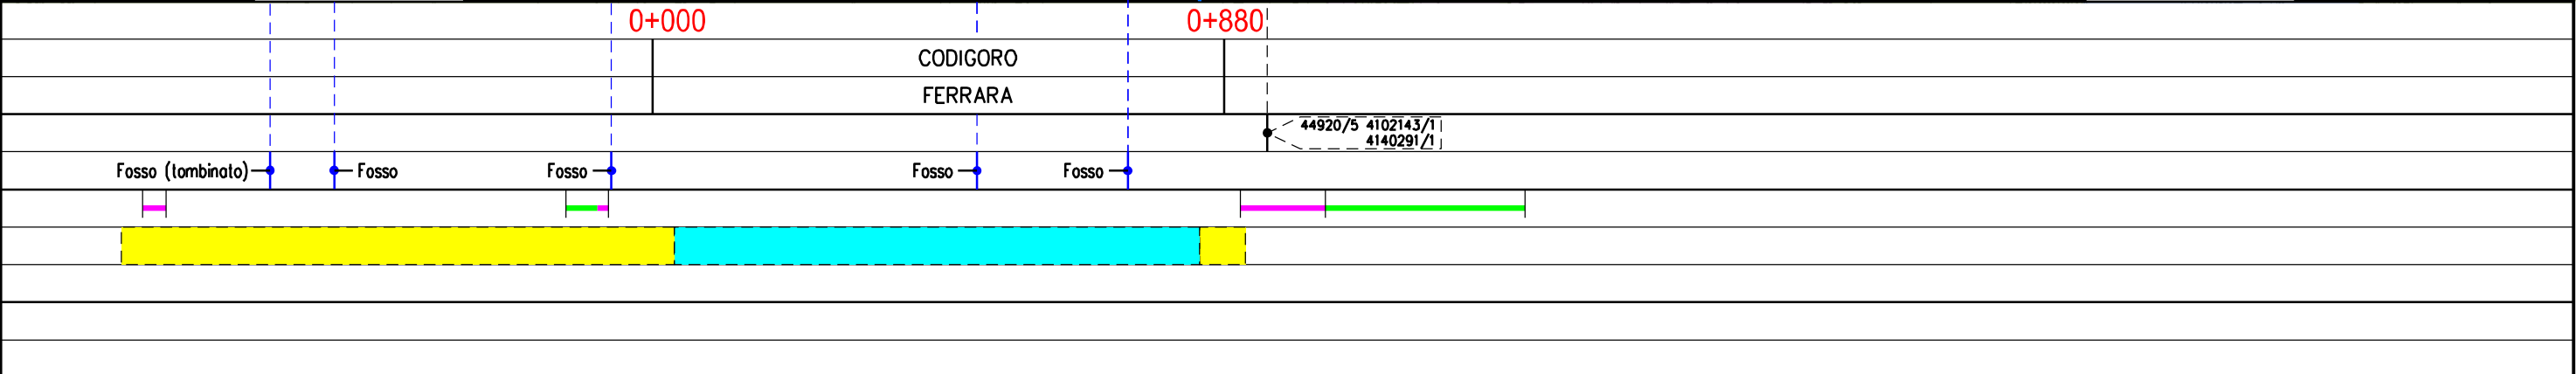 0+000 0+880
CODIGORO
FERRARA
44920/5 4102143/1
4140291/1
Fosso (tombinato) Fosso Fosso Fosso Fosso